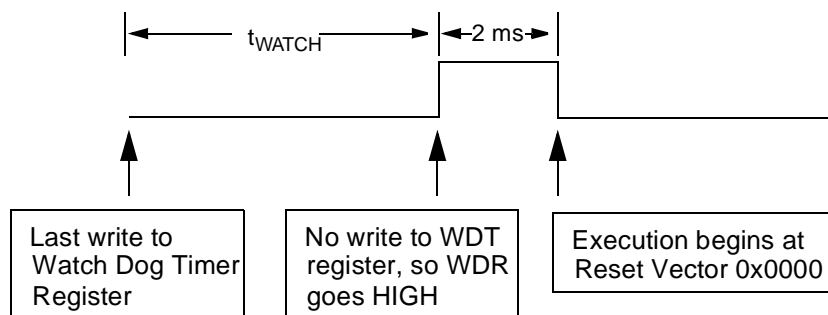 tWATCH
2 ms
Last write to
Watch Dog Timer
Register
No write to WDT
register, so WDR
goes HIGH
Execution begins at
Reset Vector 0x0000